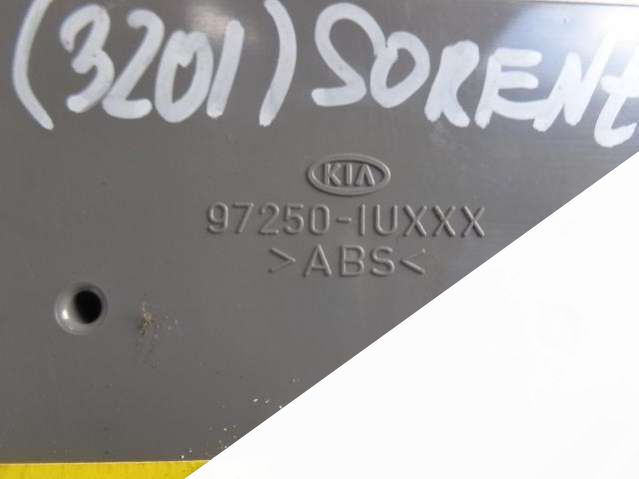 (3201) SORENt
KIA
97250-1UXXX
>ABS<